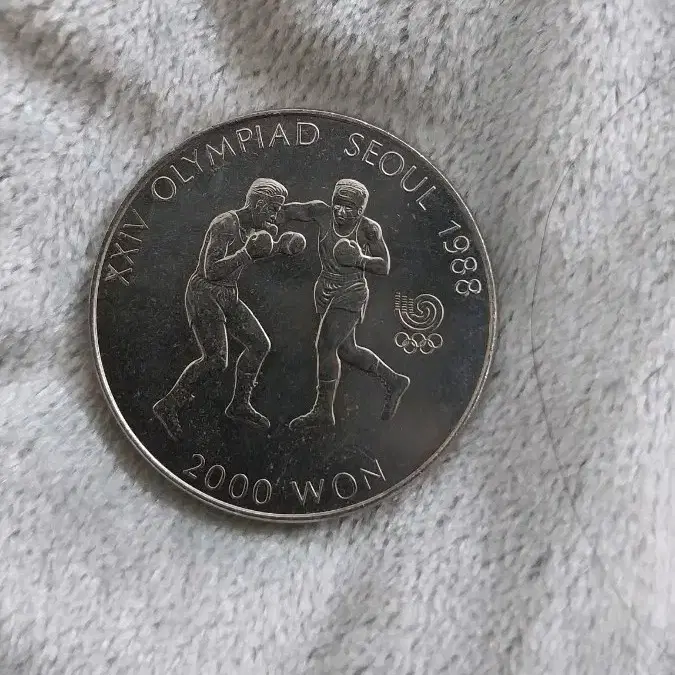 XXIV OLYMPIAD SEOUL 1988
2000 WON